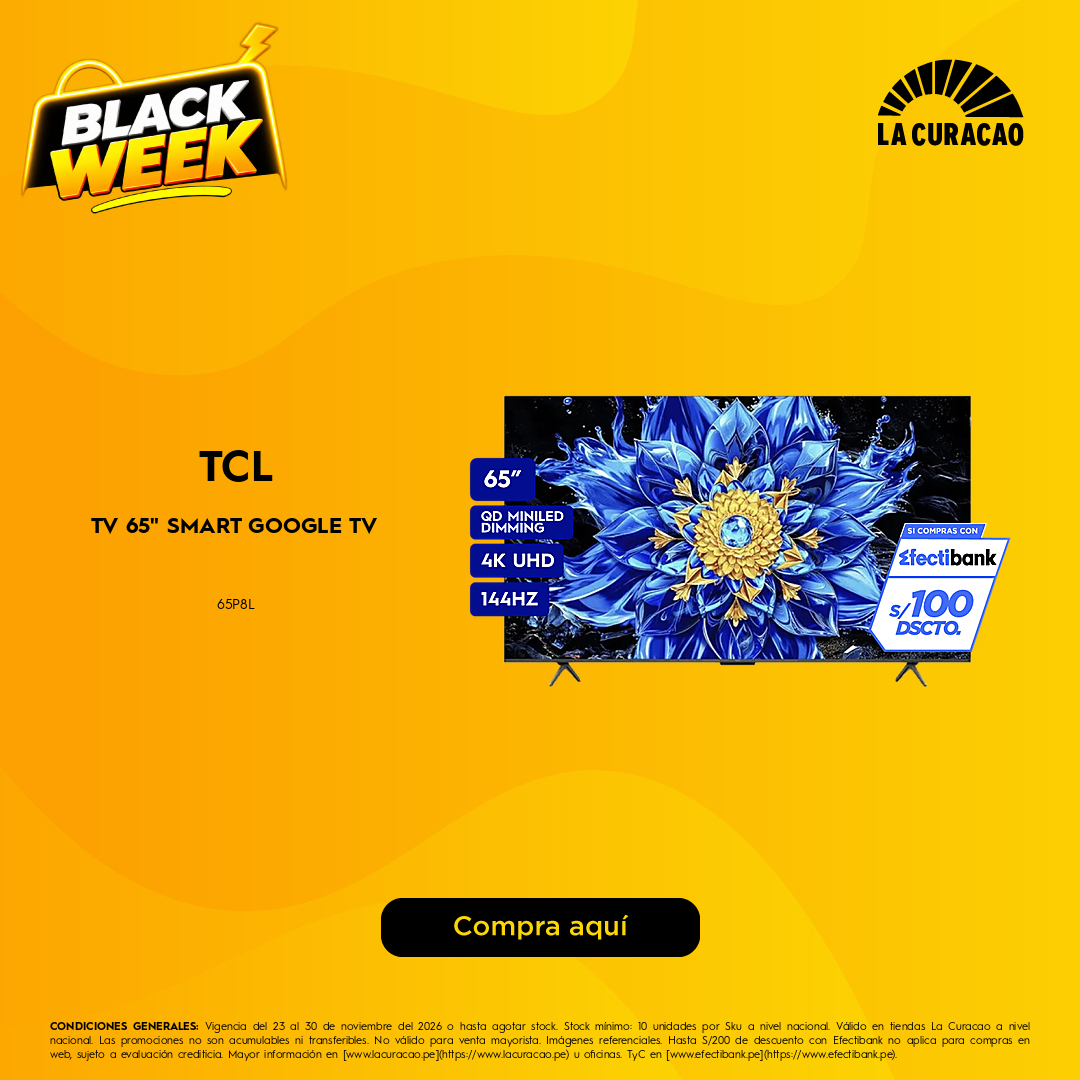 BLACK
WEEK
LA CURACAO
TCL
TV 65" SMART GOOGLE TV
65P8L
65”
QD MINILED
DIMMING
4K UHD
144HZ
SI COMPRAS CON
Efectibank
S/100
DSCTO.
Compra aquí
CONDICIONES GENERALES: Vigencia del 23 al 30 de noviembre del 2026 o hasta agotar stock. Stock mínimo: 10 unidades por Sku a nivel nacional. Válido en tiendas La Curacao a nivel
nacional. Las promociones no son acumulables ni transferibles. No válido para venta mayorista. Imágenes referenciales. Hasta S/200 de descuento con Efectibank no aplica para compras en
web, sujeto a evaluación crediticia. Mayor información en [www.lacuracao.pe](https://www.lacuracao.pe) u oficinas. TyC en [www.efectibank.pe](https://www.efectibank.pe).